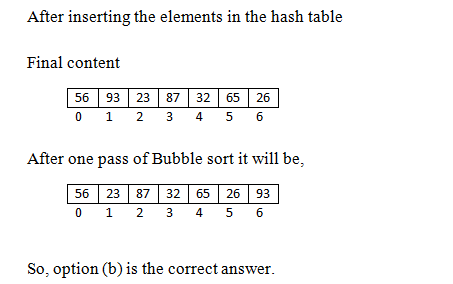 After inserting the elements in the hash table
Final content
56 93 23 87 32 65 26
0 1 2 3 4 5 6
After one pass of Bubble sort it will be,
56 23 87 32 65 26 93
0 1 2 3 4 5 6
So, option (b) is the correct answer.